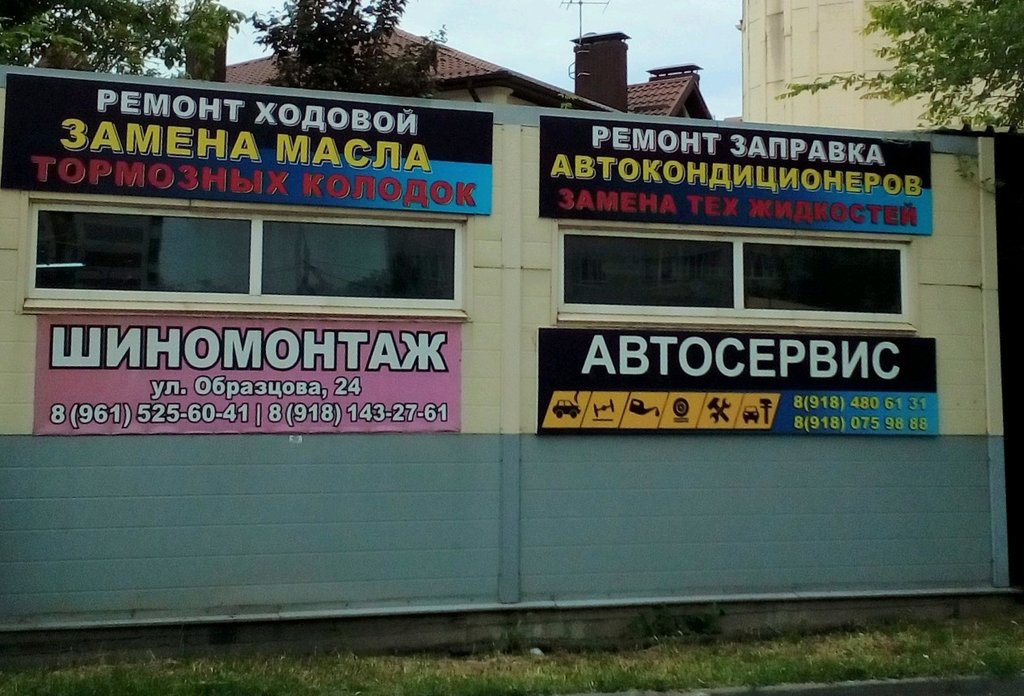 РЕМОНТ ХОДОВОЙ
ЗАМЕНА МАСЛА
ТОРМОЗНЫХ КОЛОДОК
РЕМОНТ ЗАПРАВКА
АВТОКОНДИЦИОНЕРОВ
ЗАМЕНА ТЕХ ЖИДКОСТЕЙ
ШИНОМОНТАЖ
ул. Образцова, 24
8 (961) 525-60-41 | 8 (918) 143-27-61
АВТОСЕРВИС
8(918) 480 61 31
8(918) 075 98 88